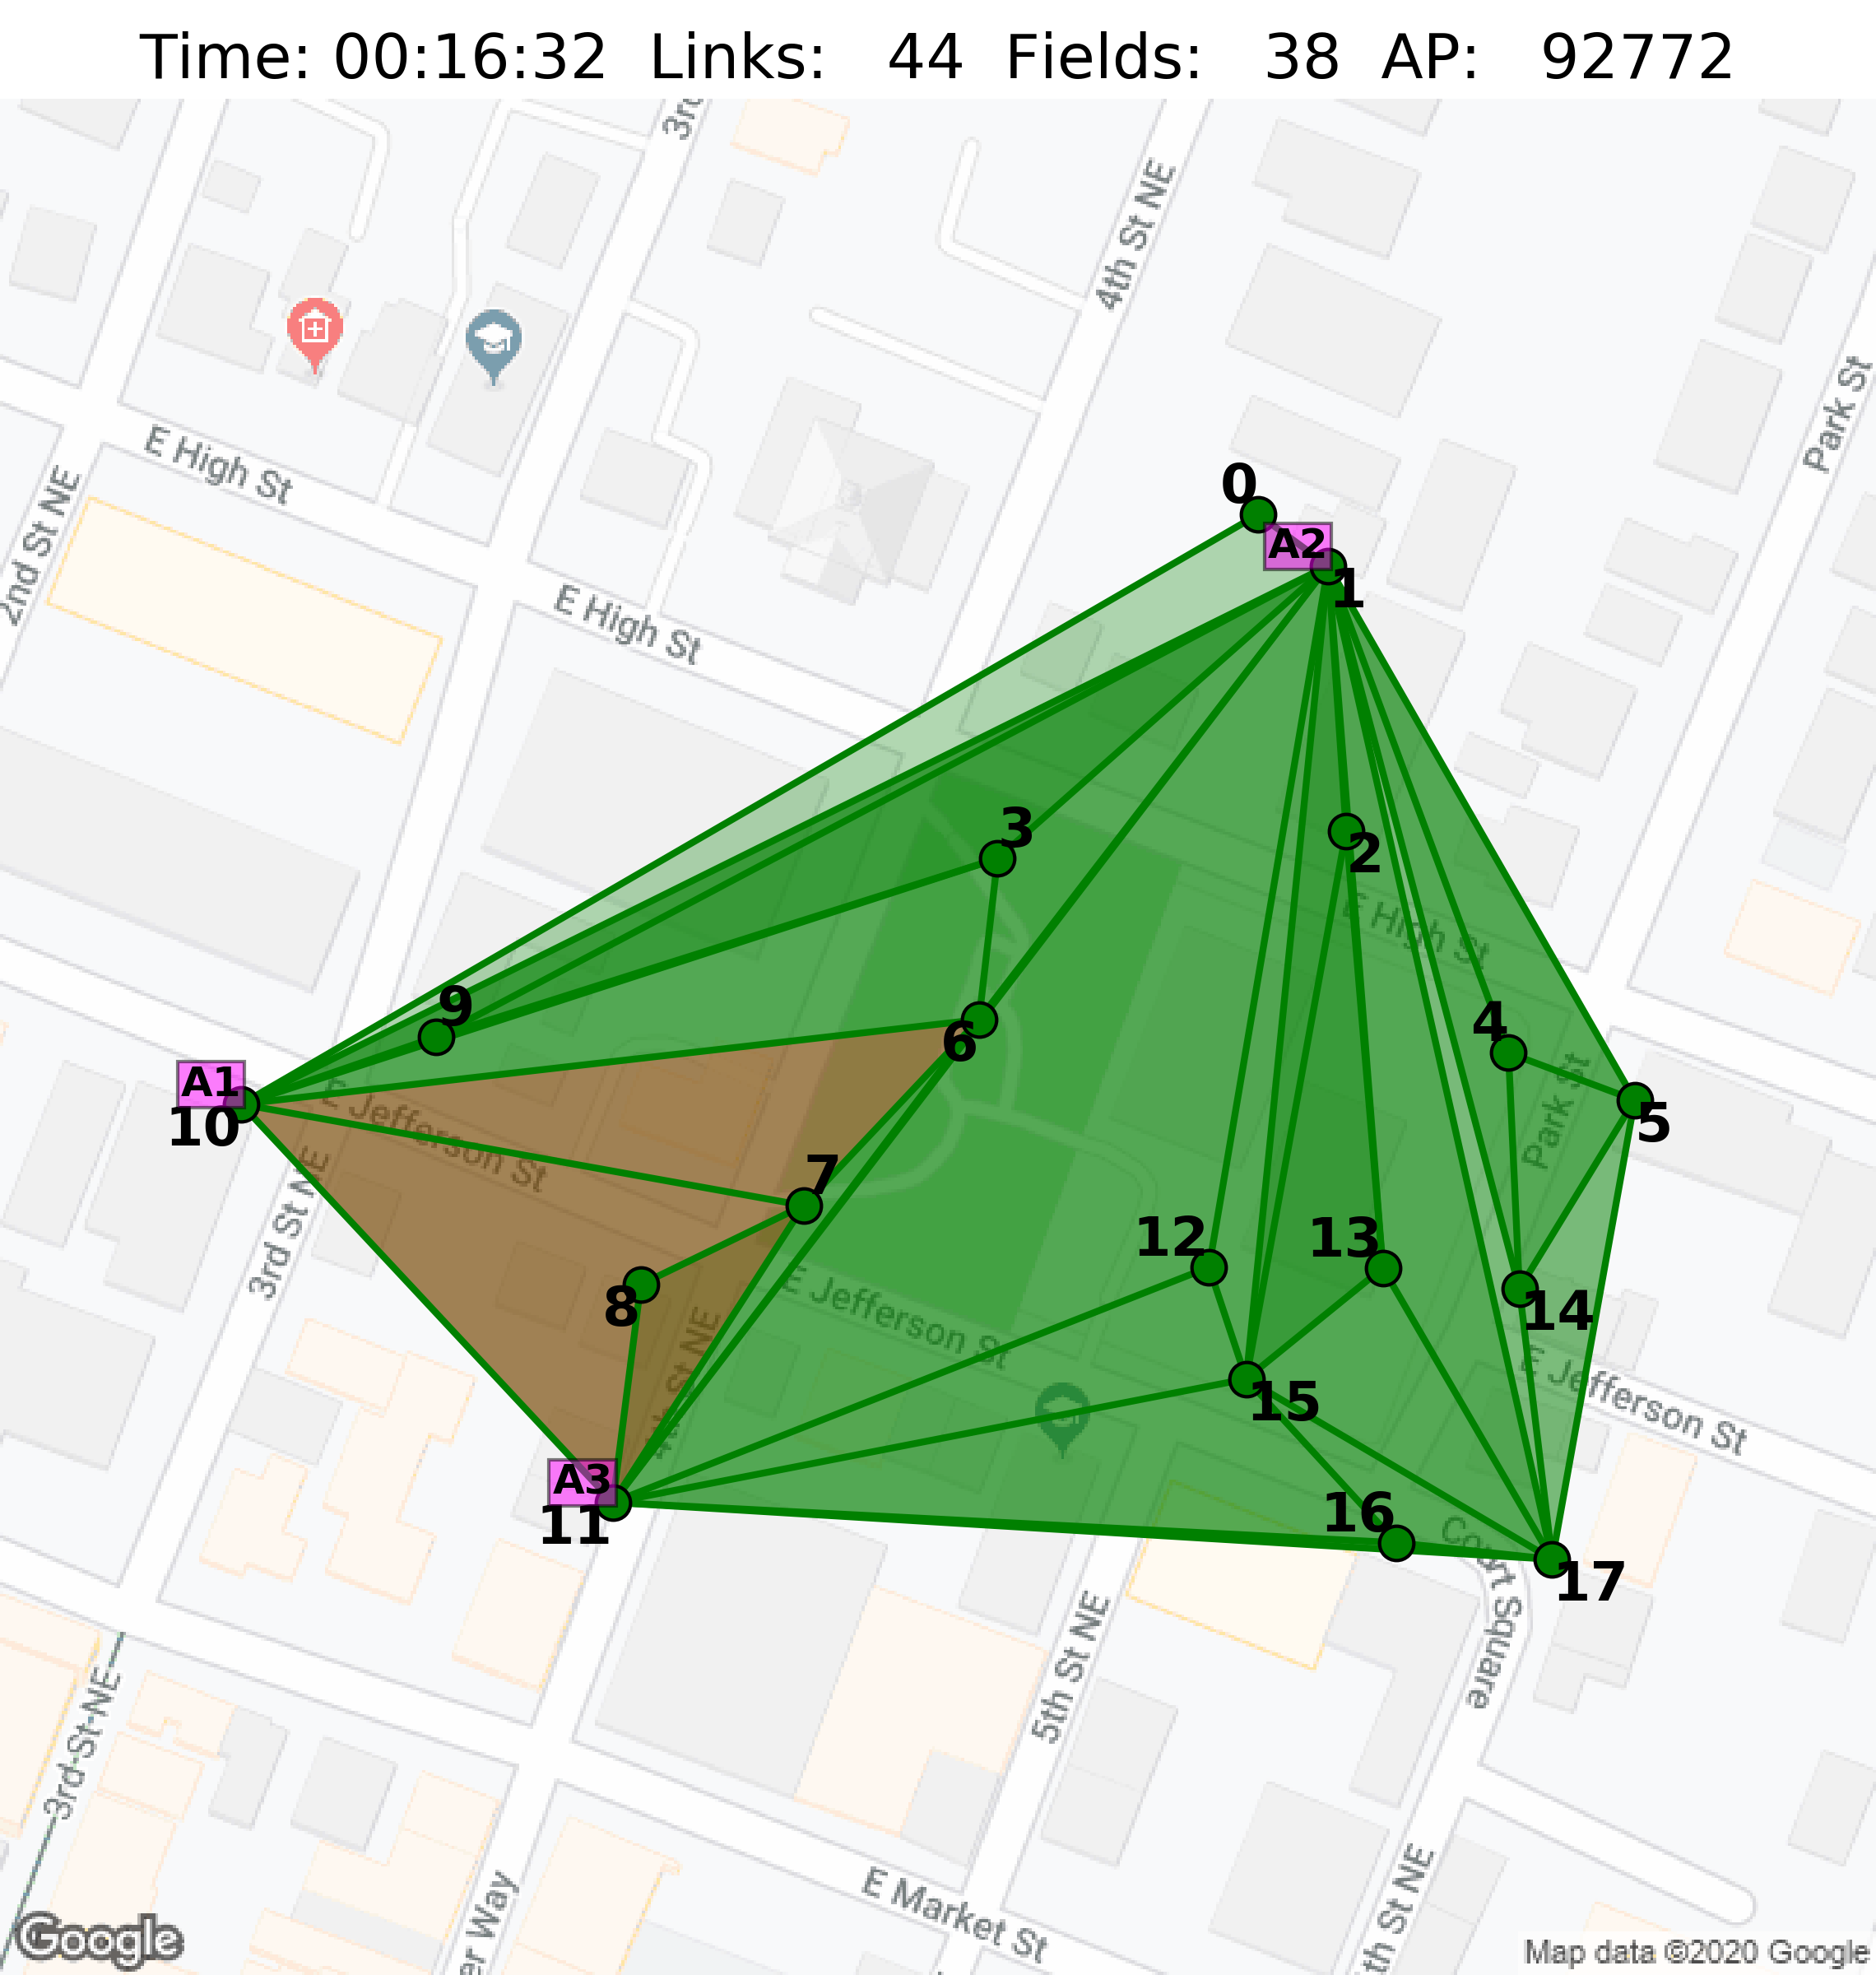 Time: 00:16:32 Links: 44 Fields: 38 AP: 92772
3rd
4th St NE
Park St
E High St
2nd St NE
0
A2
1
E High St
3
2
E High St
9
4
6
5
A1
10
E Jefferson St
Park St
7
3rd St NE
12
13
8
14
E Jefferson St
4th St NE
E Jefferson St
15
A3
11
16
Court Square
17
5th St NE
3rd St NE
E Market St
er Way
th St NE
Google
Map data ©2020 Google